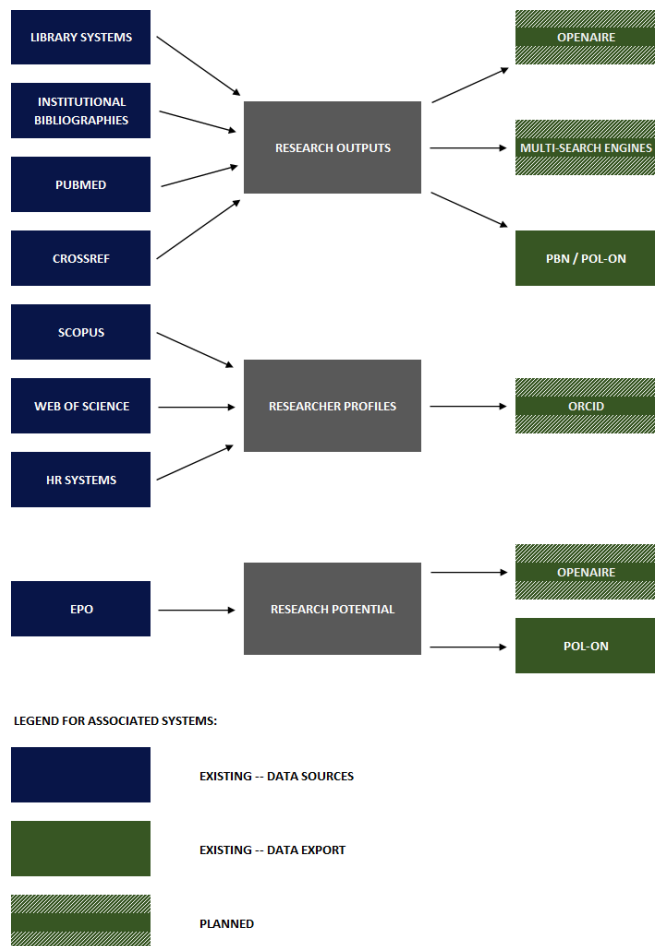 LIBRARY SYSTEMS
OPENAIRE
INSTITUTIONAL
BIBLIOGRAPHIES
RESEARCH OUTPUTS
MULTI-SEARCH ENGINES
PUBMED
CROSSREF
PBN / POL-ON
SCOPUS
WEB OF SCIENCE
RESEARCHER PROFILES
ORCID
HR SYSTEMS
OPENAIRE
EPO
RESEARCH POTENTIAL
POL-ON
LEGEND FOR ASSOCIATED SYSTEMS:
EXISTING -- DATA SOURCES
EXISTING -- DATA EXPORT
PLANNED